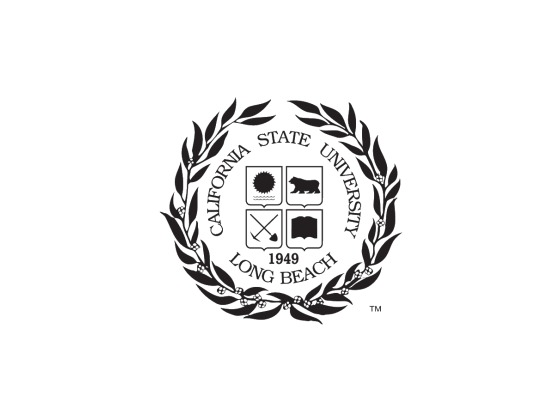 CALIFORNIA STATE UNIVERSITY
1949
LONG BEACH
TM